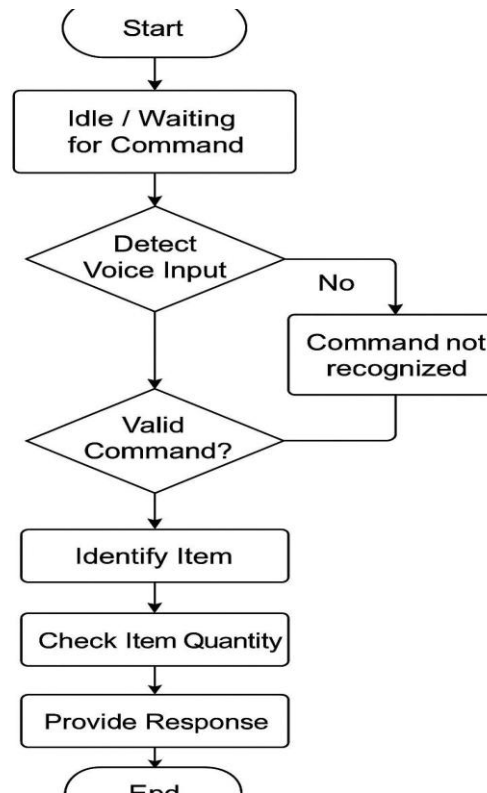 Start
Idle / Waiting
for Command
Detect
Voice Input
No
Command not
recognized
Valid
Command?
Identify Item
Check Item Quantity
Provide Response
End